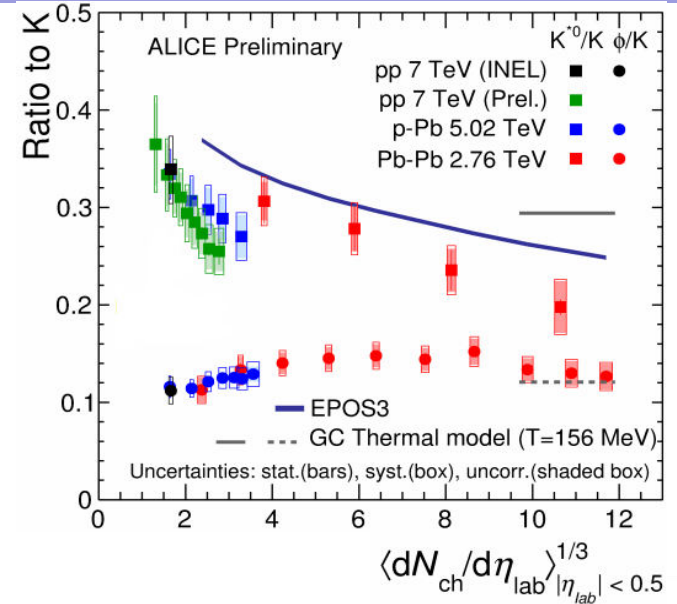 Ratio to K
0.5
0.4
0.3
0.2
0.1
0
ALICE Preliminary
K*0/K ϕ/K
pp 7 TeV (INEL)
pp 7 TeV (Prel.)
p-Pb 5.02 TeV
Pb-Pb 2.76 TeV
EPOS3
GC Thermal model (T=156 MeV)
Uncertainties: stat.(bars), syst.(box), uncorr.(shaded box)
0 2 4 6 8 10 12
⟨dNch/dηlab⟩1/3|ηlab| < 0.5